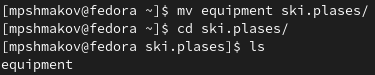 [mpshmakov@fedora ~]$ mv equipment ski.plases/
[mpshmakov@fedora ~]$ cd ski.plases/
[mpshmakov@fedora ski.plases]$ ls
equipment